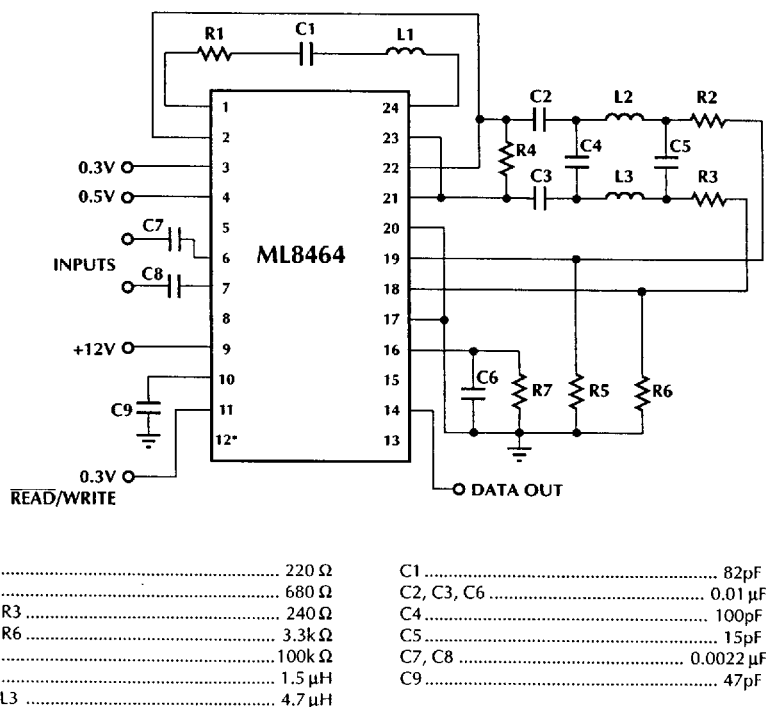 R1
C1
L1
1
24
2
23
3
22
4
21
5
20
6
19
7
18
8
17
9
16
10
15
11
14
12*
13
ML8464
0.3V
0.5V
C7
INPUTS
C8
+12V
C9
0.3V
READ/WRITE
C2
L2
R2
R4
C4
C5
C3
L3
R3
C6
R7
R5
R6
DATA OUT
............ 220 Ω
............ 680 Ω
R3 ............ 240 Ω
R6 ............ 3.3k Ω
............ 100k Ω
............ 1.5 μH
L3 ............ 4.7 μH
C1 ............ 82pF
C2, C3, C6 ............ 0.01 μF
C4 ............ 100pF
C5 ............ 15pF
C7, C8 ............ 0.0022 μF
C9 ............ 47pF